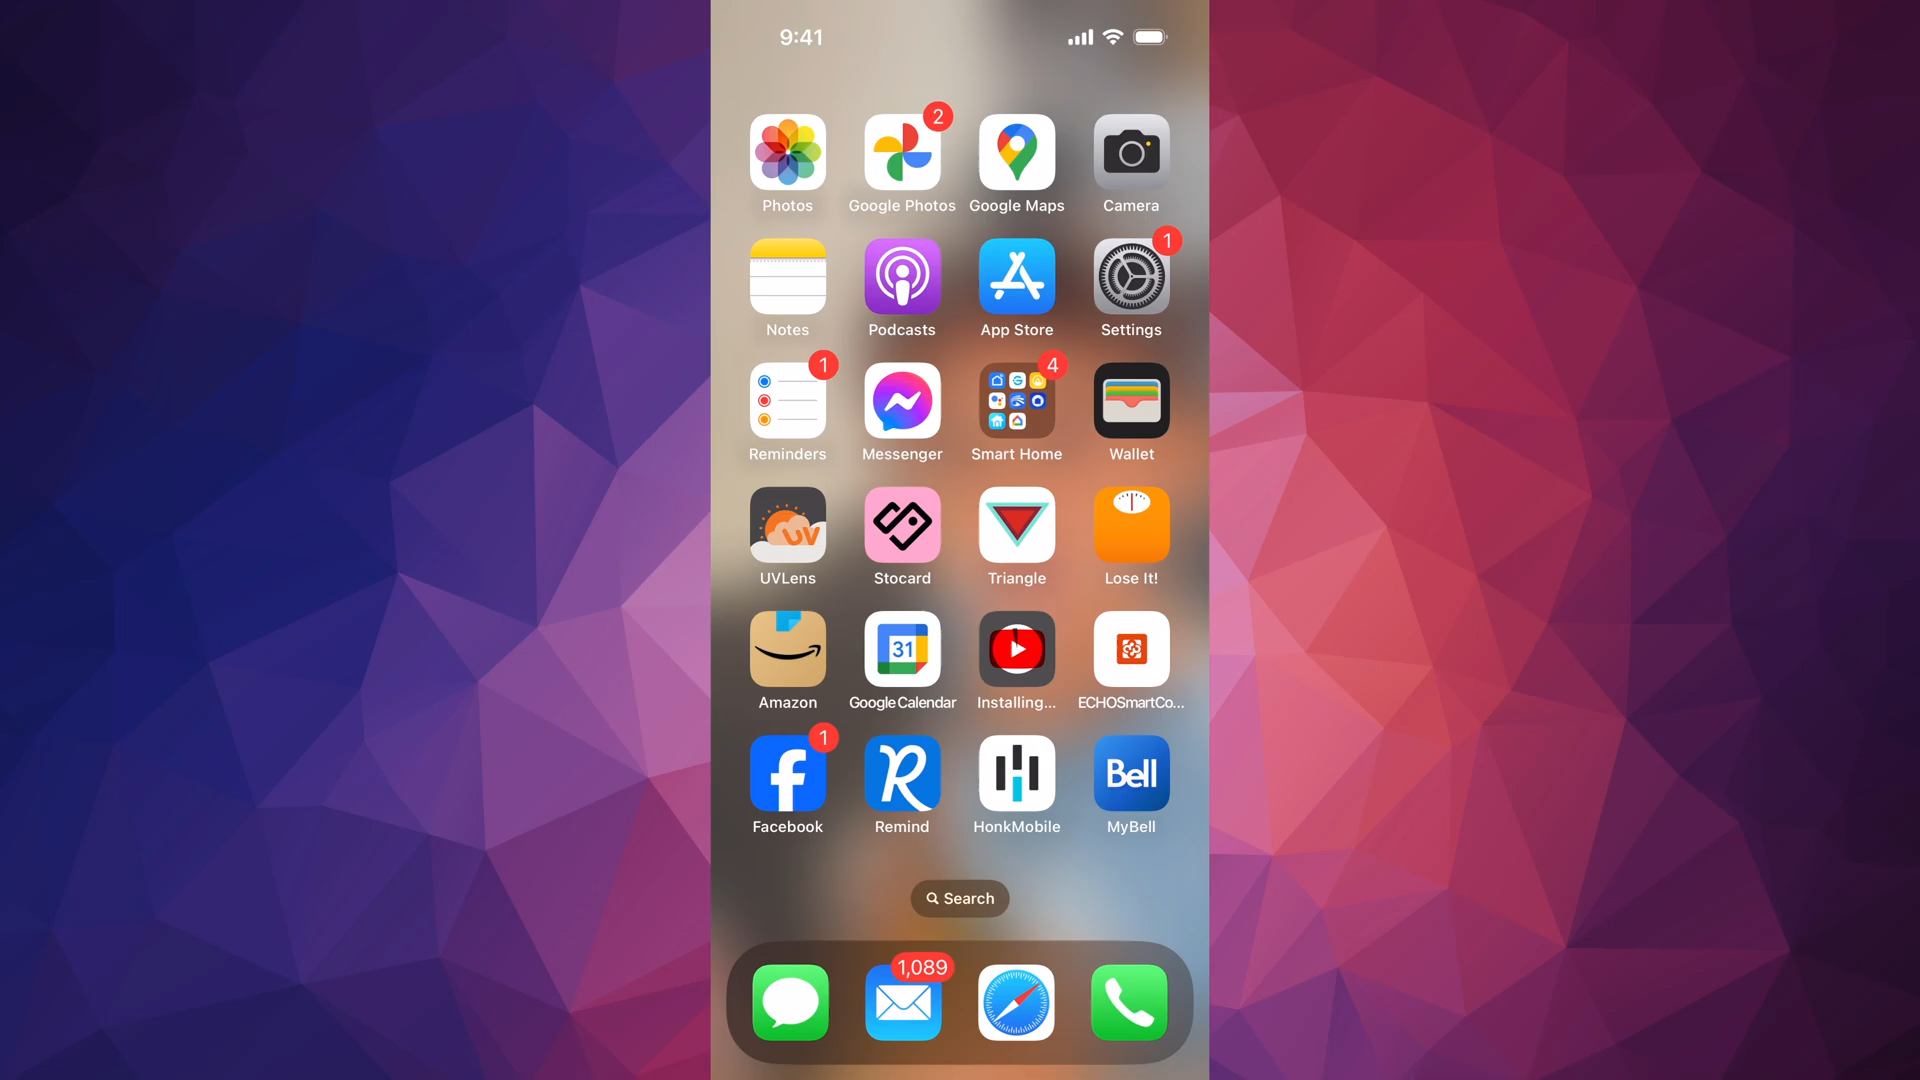 9:41
2
Photos Google Photos Google Maps Camera
1
Notes Podcasts App Store Settings
1 4
Reminders Messenger Smart Home Wallet
UV
UVLens Stocard Triangle Lose It!
31
Amazon Google Calendar Installing... ECHOSmartCo...
1
Bell
Facebook Remind HonkMobile MyBell
Search
1,089